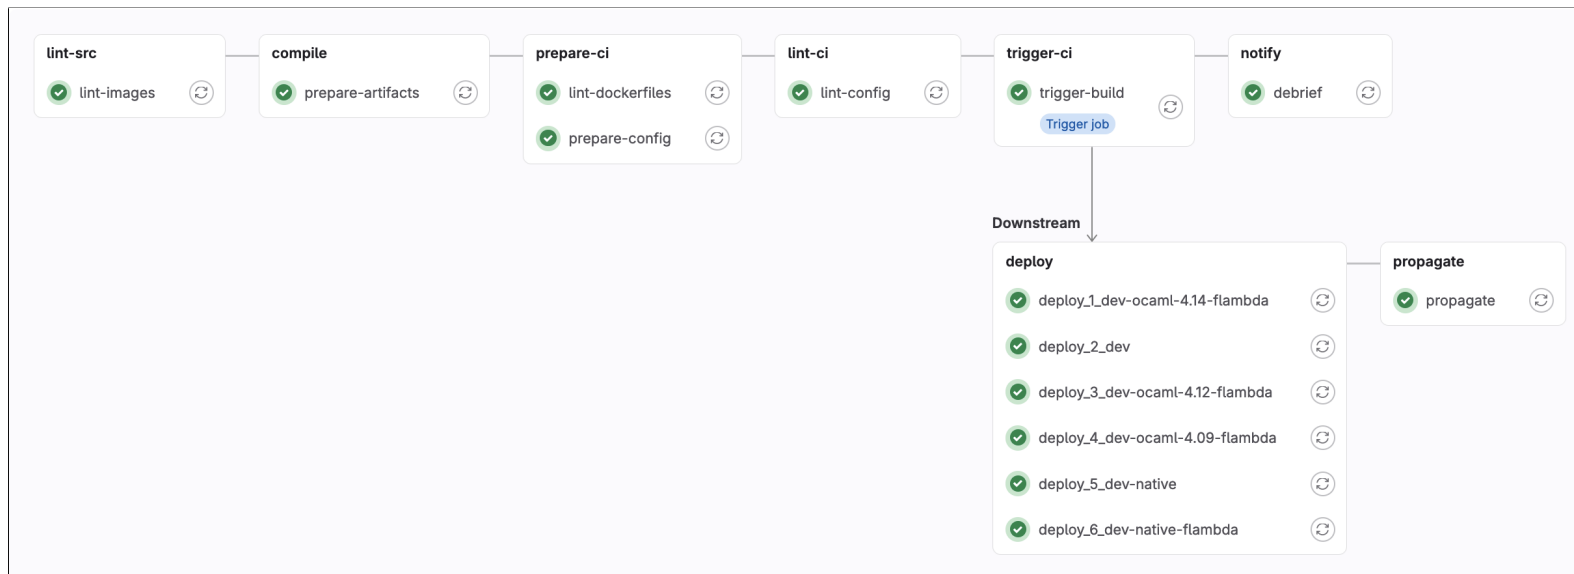 lint-src
lint-images
compile
prepare-artifacts
prepare-ci
lint-dockerfiles
prepare-config
lint-ci
lint-config
trigger-ci
trigger-build
Trigger job
notify
debrief
Downstream
deploy
deploy_1_dev-ocaml-4.14-flambda
deploy_2_dev
deploy_3_dev-ocaml-4.12-flambda
deploy_4_dev-ocaml-4.09-flambda
deploy_5_dev-native
deploy_6_dev-native-flambda
propagate
propagate